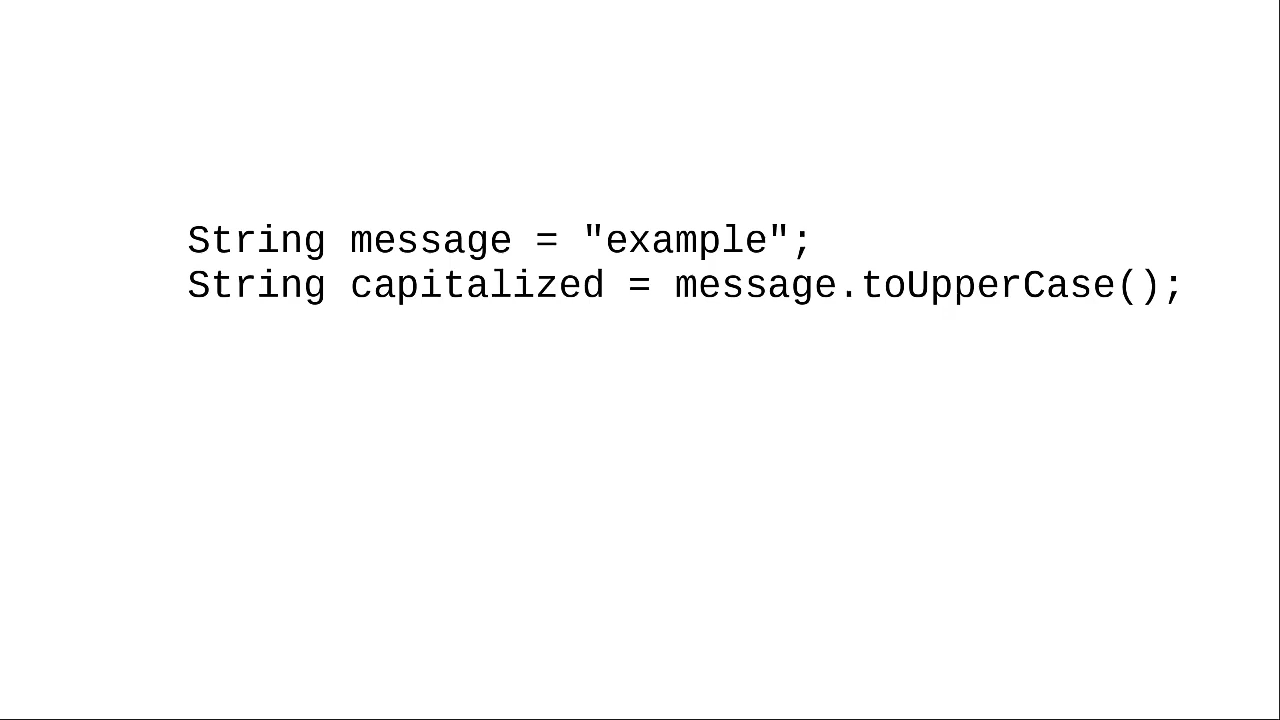 String message = "example";
String capitalized = message.toUpperCase();